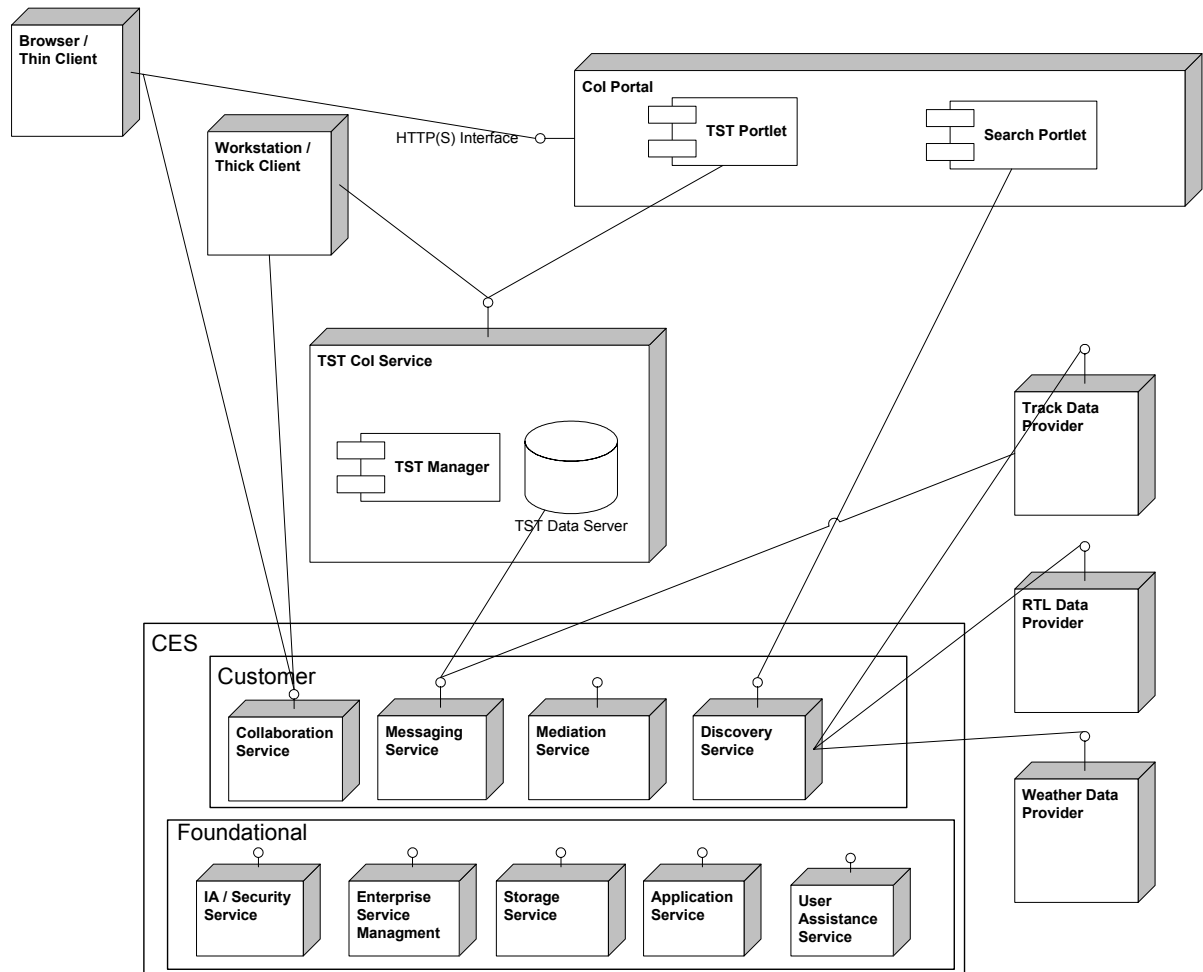 Browser /
Thin Client
CoI Portal
TST Portlet
Search Portlet
HTTP(S) Interface
Workstation /
Thick Client
TST CoI Service
TST Manager
TST Data Server
Track Data
Provider
RTL Data
Provider
Weather Data
Provider
CES
Customer
Collaboration
Service
Messaging
Service
Mediation
Service
Discovery
Service
Foundational
IA / Security
Service
Enterprise
Service
Managment
Storage
Service
Application
Service
User
Assistance
Service